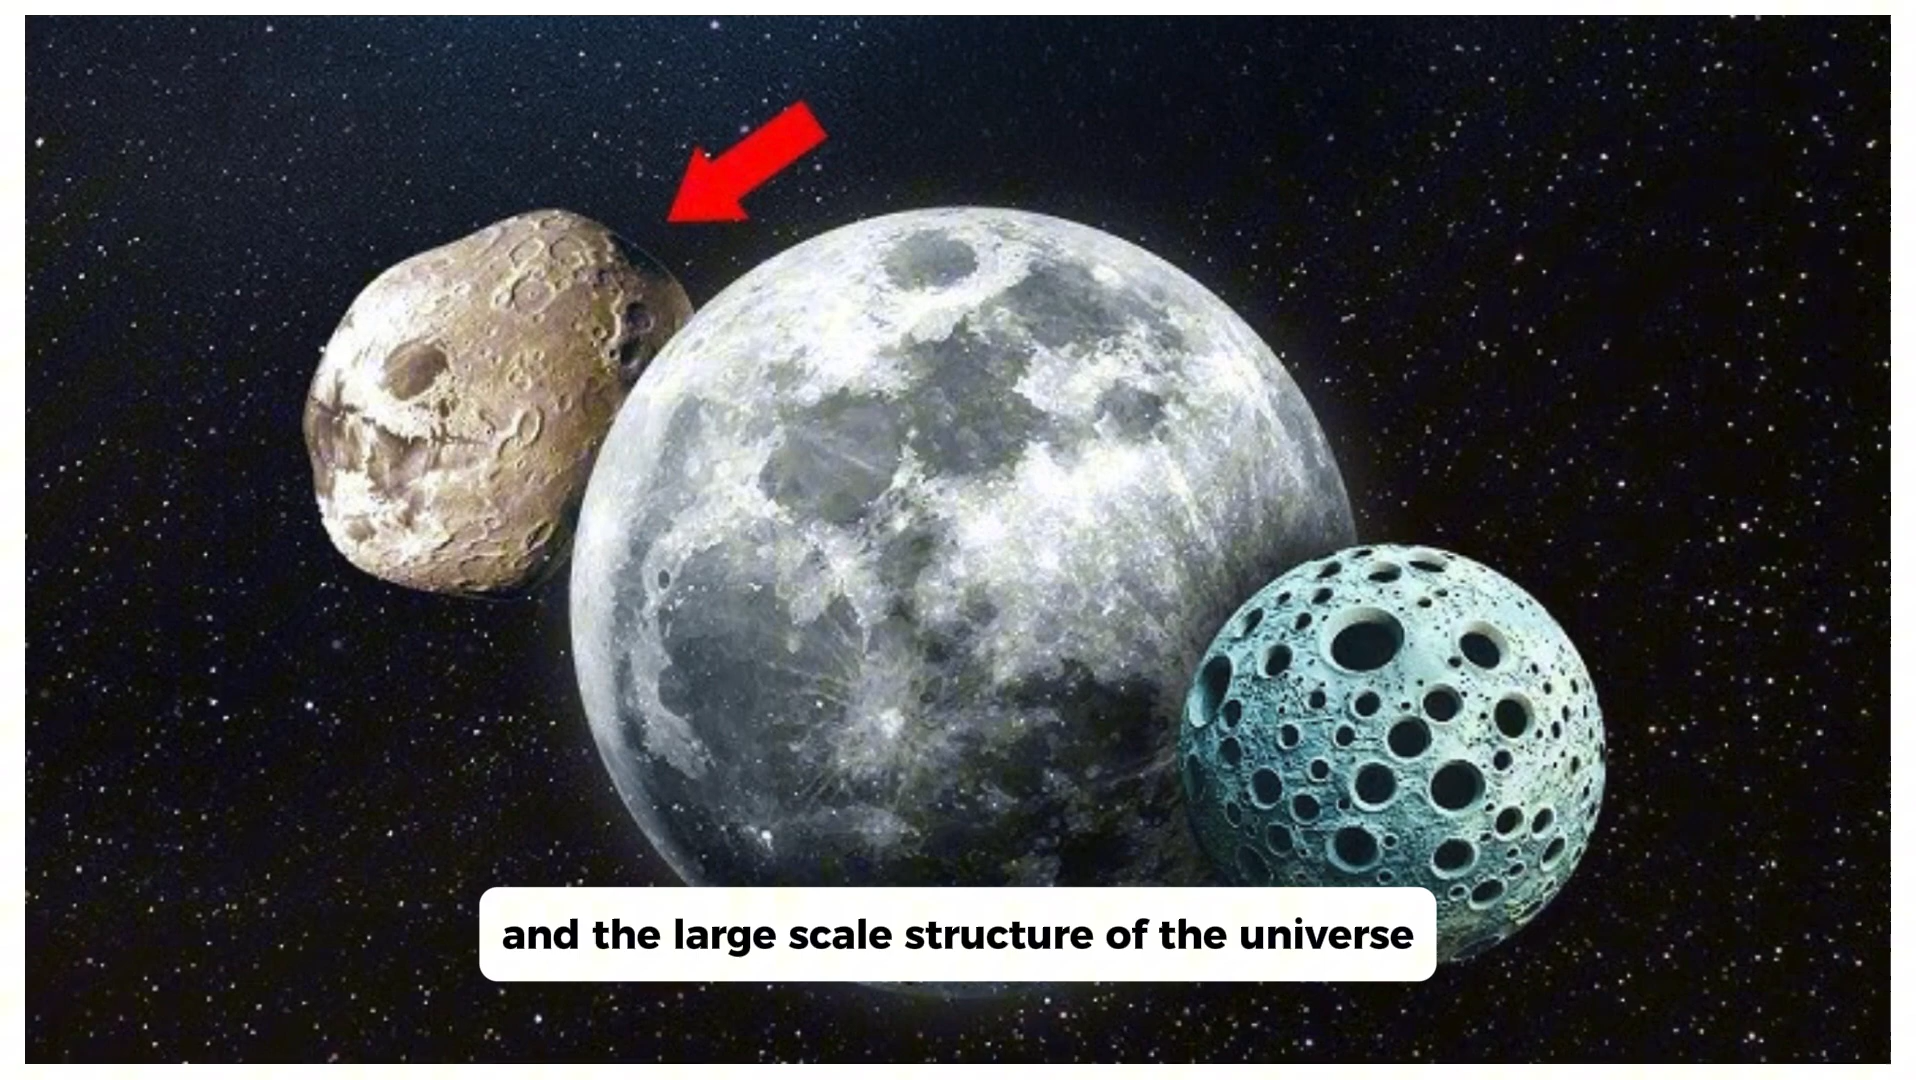 and the large scale structure of the universe